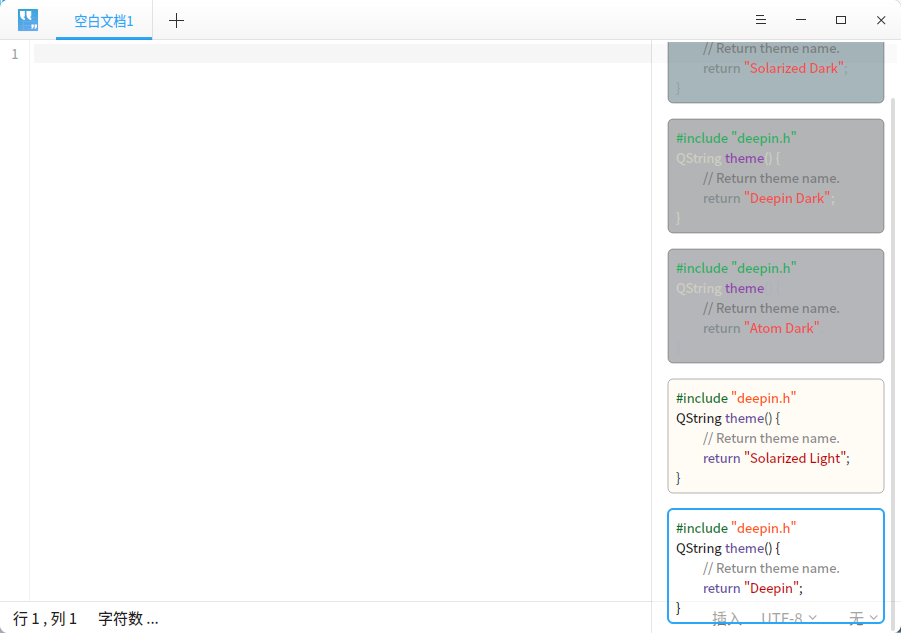 空白文档1
1
// Return theme name.
return "Solarized Dark";
}
#include "deepin.h"
QString theme() {
// Return theme name.
return "Deepin Dark";
}
#include "deepin.h"
QString theme
// Return theme name.
return "Atom Dark"
#include "deepin.h"
QString theme() {
// Return theme name.
return "Solarized Light";
}
#include "deepin.h"
QString theme() {
// Return theme name.
return "Deepin";
}
行 1 , 列 1 字符数 ... 插入 UTF-8 无